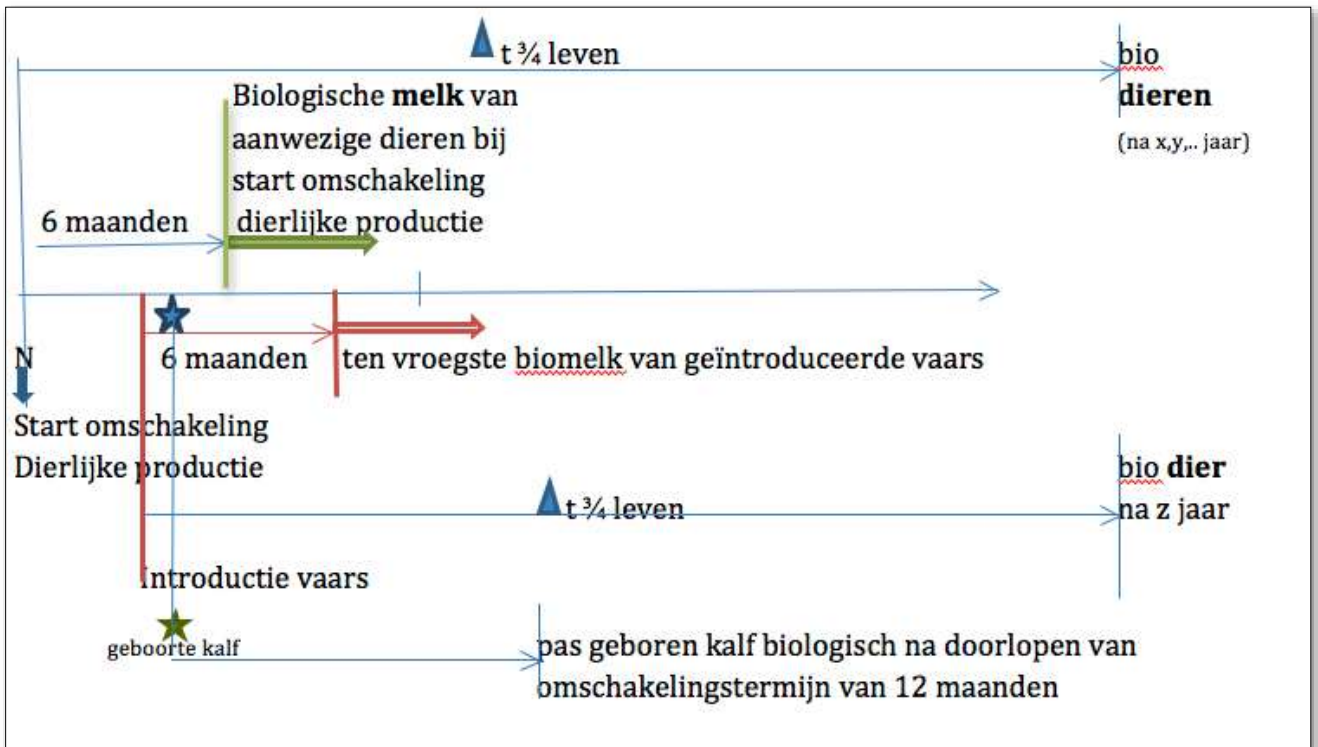 t ¾ leven
bio
dieren
(na x,y,.. jaar)
Biologische melk van
aanwezige dieren bij
start omschakeling
dierlijke productie
6 maanden
N
6 maanden
ten vroegste biomelk van geïntroduceerde vaars
Start omschakeling
Dierlijke productie
bio dier
na z jaar
t ¾ leven
introductie vaars
geboorte kalf
pas geboren kalf biologisch na doorlopen van
omschakelingstermijn van 12 maanden